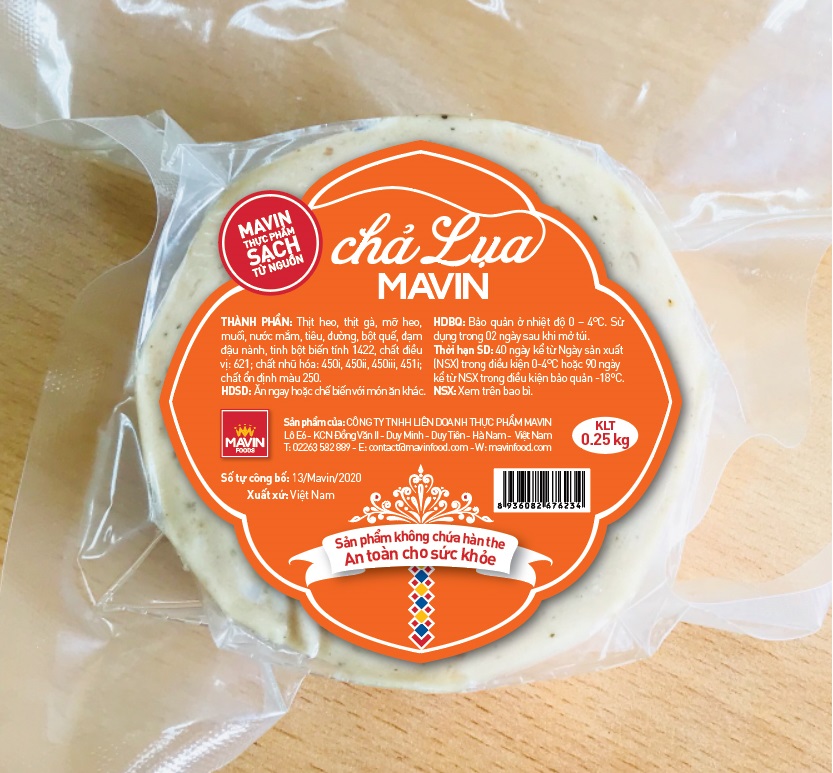 MAVIN
THỰC PHẨM
SẠCH
TỪ NGUỒN
chả Lụa
MAVIN
THÀNH PHẦN: Thịt heo, thịt gà, mỡ heo,
muối, nước mắm, tiêu, đường, bột quế, đạm
đậu nành, tinh bột biến tính 1422, chất điều
vị: 621; chất nhũ hóa: 450i, 450ii, 450iii, 451i;
chất ổn định màu 250.
HDSD: Ăn ngay hoặc chế biến với món ăn khác.
HDBQ: Bảo quản ở nhiệt độ 0 – 4ºC. Sử
dụng trong 02 ngày sau khi mở túi.
Thời hạn SD: 40 ngày kể từ Ngày sản xuất
(NSX) trong điều kiện 0-4ºC hoặc 90 ngày
kể từ NSX trong điều kiện bảo quản -18ºC.
NSX: Xem trên bao bì.
MAVIN
FOODS
Sản phẩm của: CÔNG TY TNHH LIÊN DOANH THỰC PHẨM MAVIN
Lô E6 - KCN Đồng Văn II - Duy Minh - Duy Tiên - Hà Nam - Việt Nam
T: 02263 582 889 - E: contact@mavinfood.com - W: mavinfood.com
KLT
0.25 kg
Số tự công bố: 13/Mavin/2020
Xuất xứ: Việt Nam
8 936082 676234
Sản phẩm không chứa hàn the
An toàn cho sức khỏe